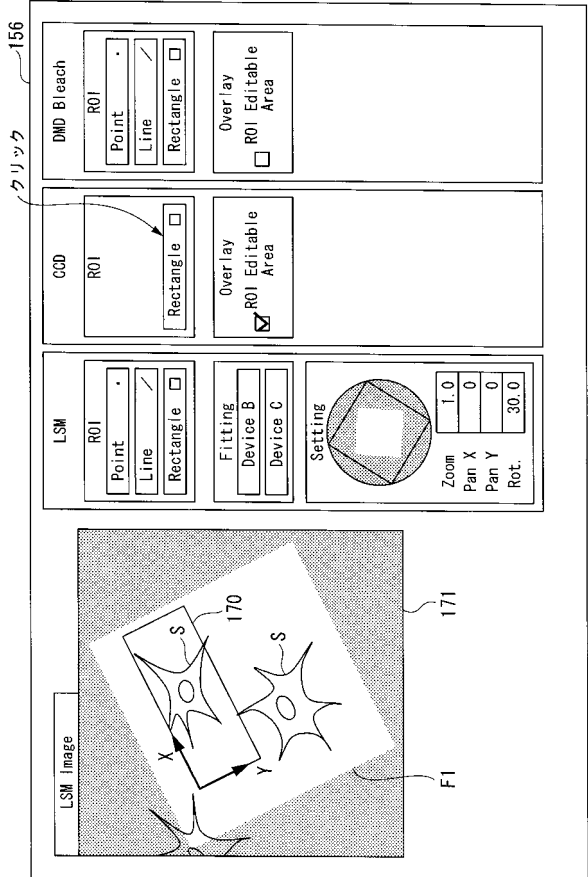 156
LSM Image
X
Y
S
S
170
171
F1
LSM
ROI
Point
Line
Rectangle
Fitting
Device B
Device C
Setting
Zoom 1.0
Pan X 0
Pan Y 0
Rot. 30.0
クリック
CCD
ROI
Rectangle
Overlay
ROI Editable
Area
DMD Bleach
ROI
Point
Line
Rectangle
Overlay
ROI Editable
Area